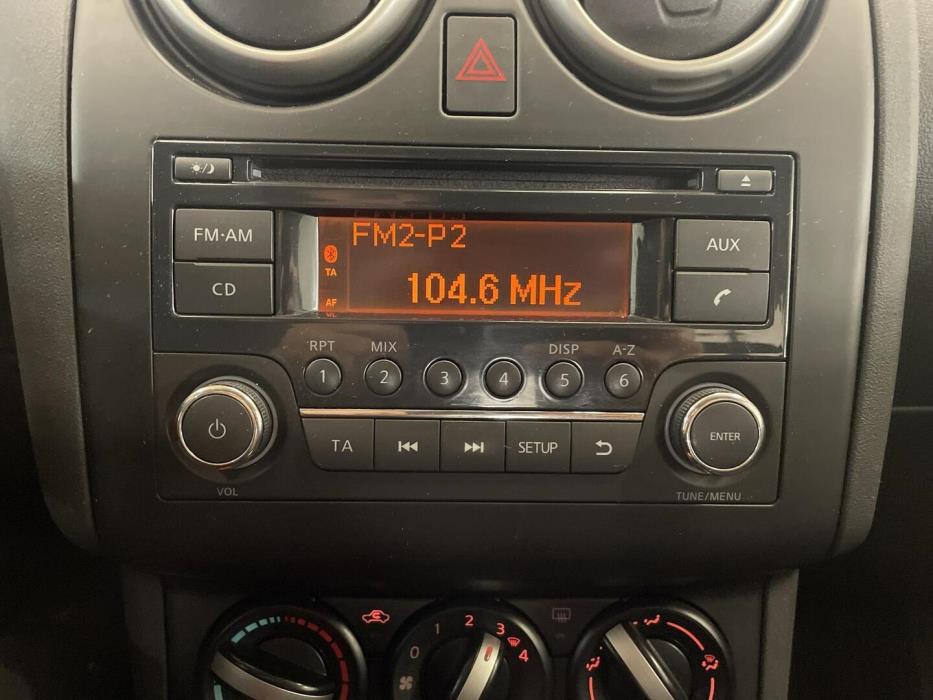 FM·AM
CD
FM2-P2
TA
AF
104.6 MHz
AUX
RPT MIX DISP A-Z
1 2 3 4 5 6
TA SETUP
VOL
ENTER
TUNE/MENU
0 1 2 3 4